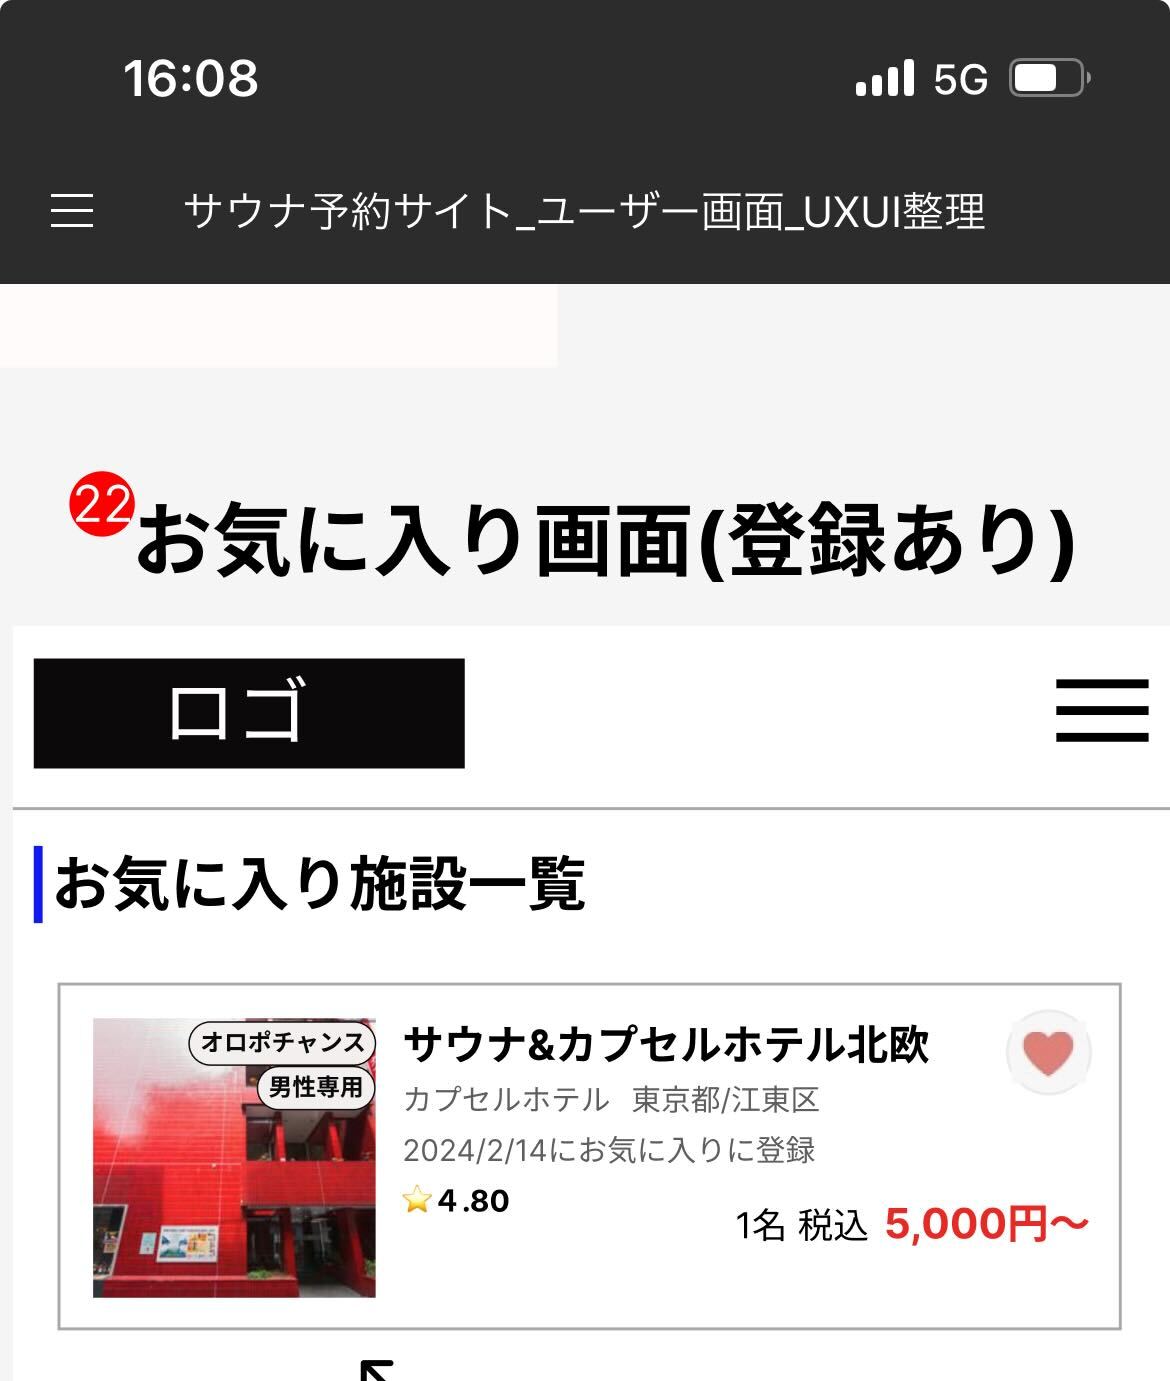 16:08 5G
サウナ予約サイト_ユーザー画面_UXUI整理
22
お気に入り画面(登録あり)
ロゴ
お気に入り施設一覧
オロポチャンス
男性専用
サウナ&カプセルホテル北欧
カプセルホテル 東京都/江東区
2024/2/14にお気に入りに登録
⭐4.80
1名 税込 5,000円〜